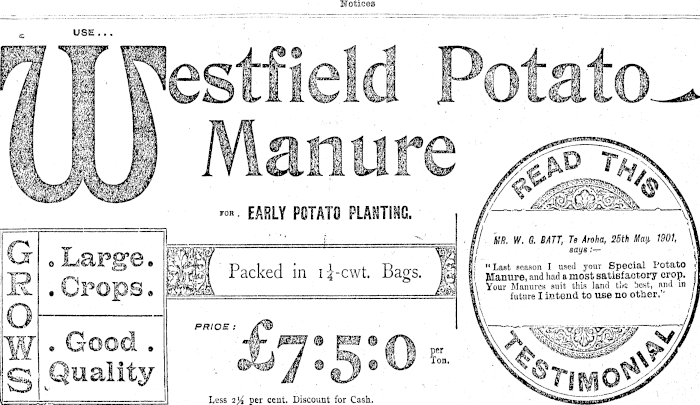 Notices
USE...
Westfield Potato
Manure
FOR. EARLY POTATO PLANTING.
GROWS
. Large .
. Crops .
. Good .
Quality
Packed in 1¼-cwt. Bags.
PRICE:
£7:5:0 per Ton.
Less 2½ per cent. Discount for Cash.
READ THIS
MR. W. G. BATT, Te Aroha, 25th May, 1901,
says:—
"Last season I used your Special Potato
Manure, and had a most satisfactory crop.
Your Manures suit this land the best, and in
future I intend to use no other."
TESTIMONIAL